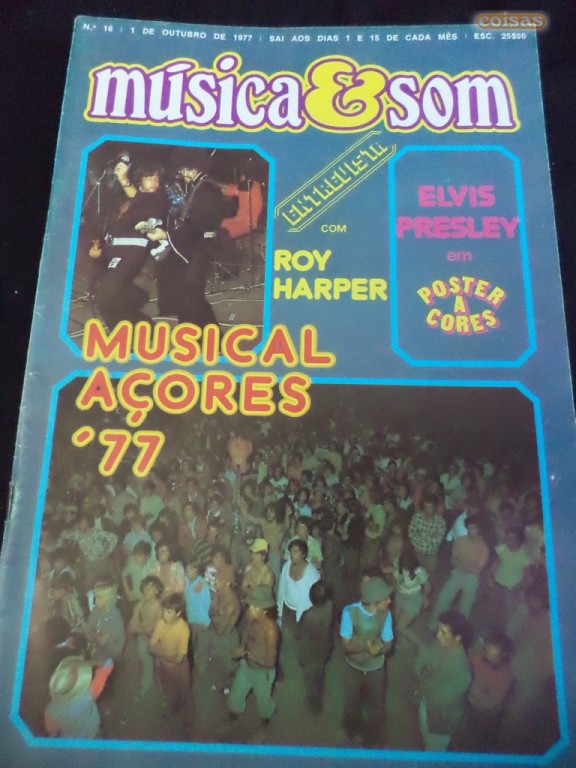 coisas
N.º 16 | 1 DE OUTUBRO DE 1977 | SAI AOS DIAS 1 E 15 DE CADA MÊS | ESC. 25$00
música & som
ENTREVISTA
COM
ROY
HARPER
ELVIS
PRESLEY
em
POSTER
A
CORES
MUSICAL
AÇORES
'77